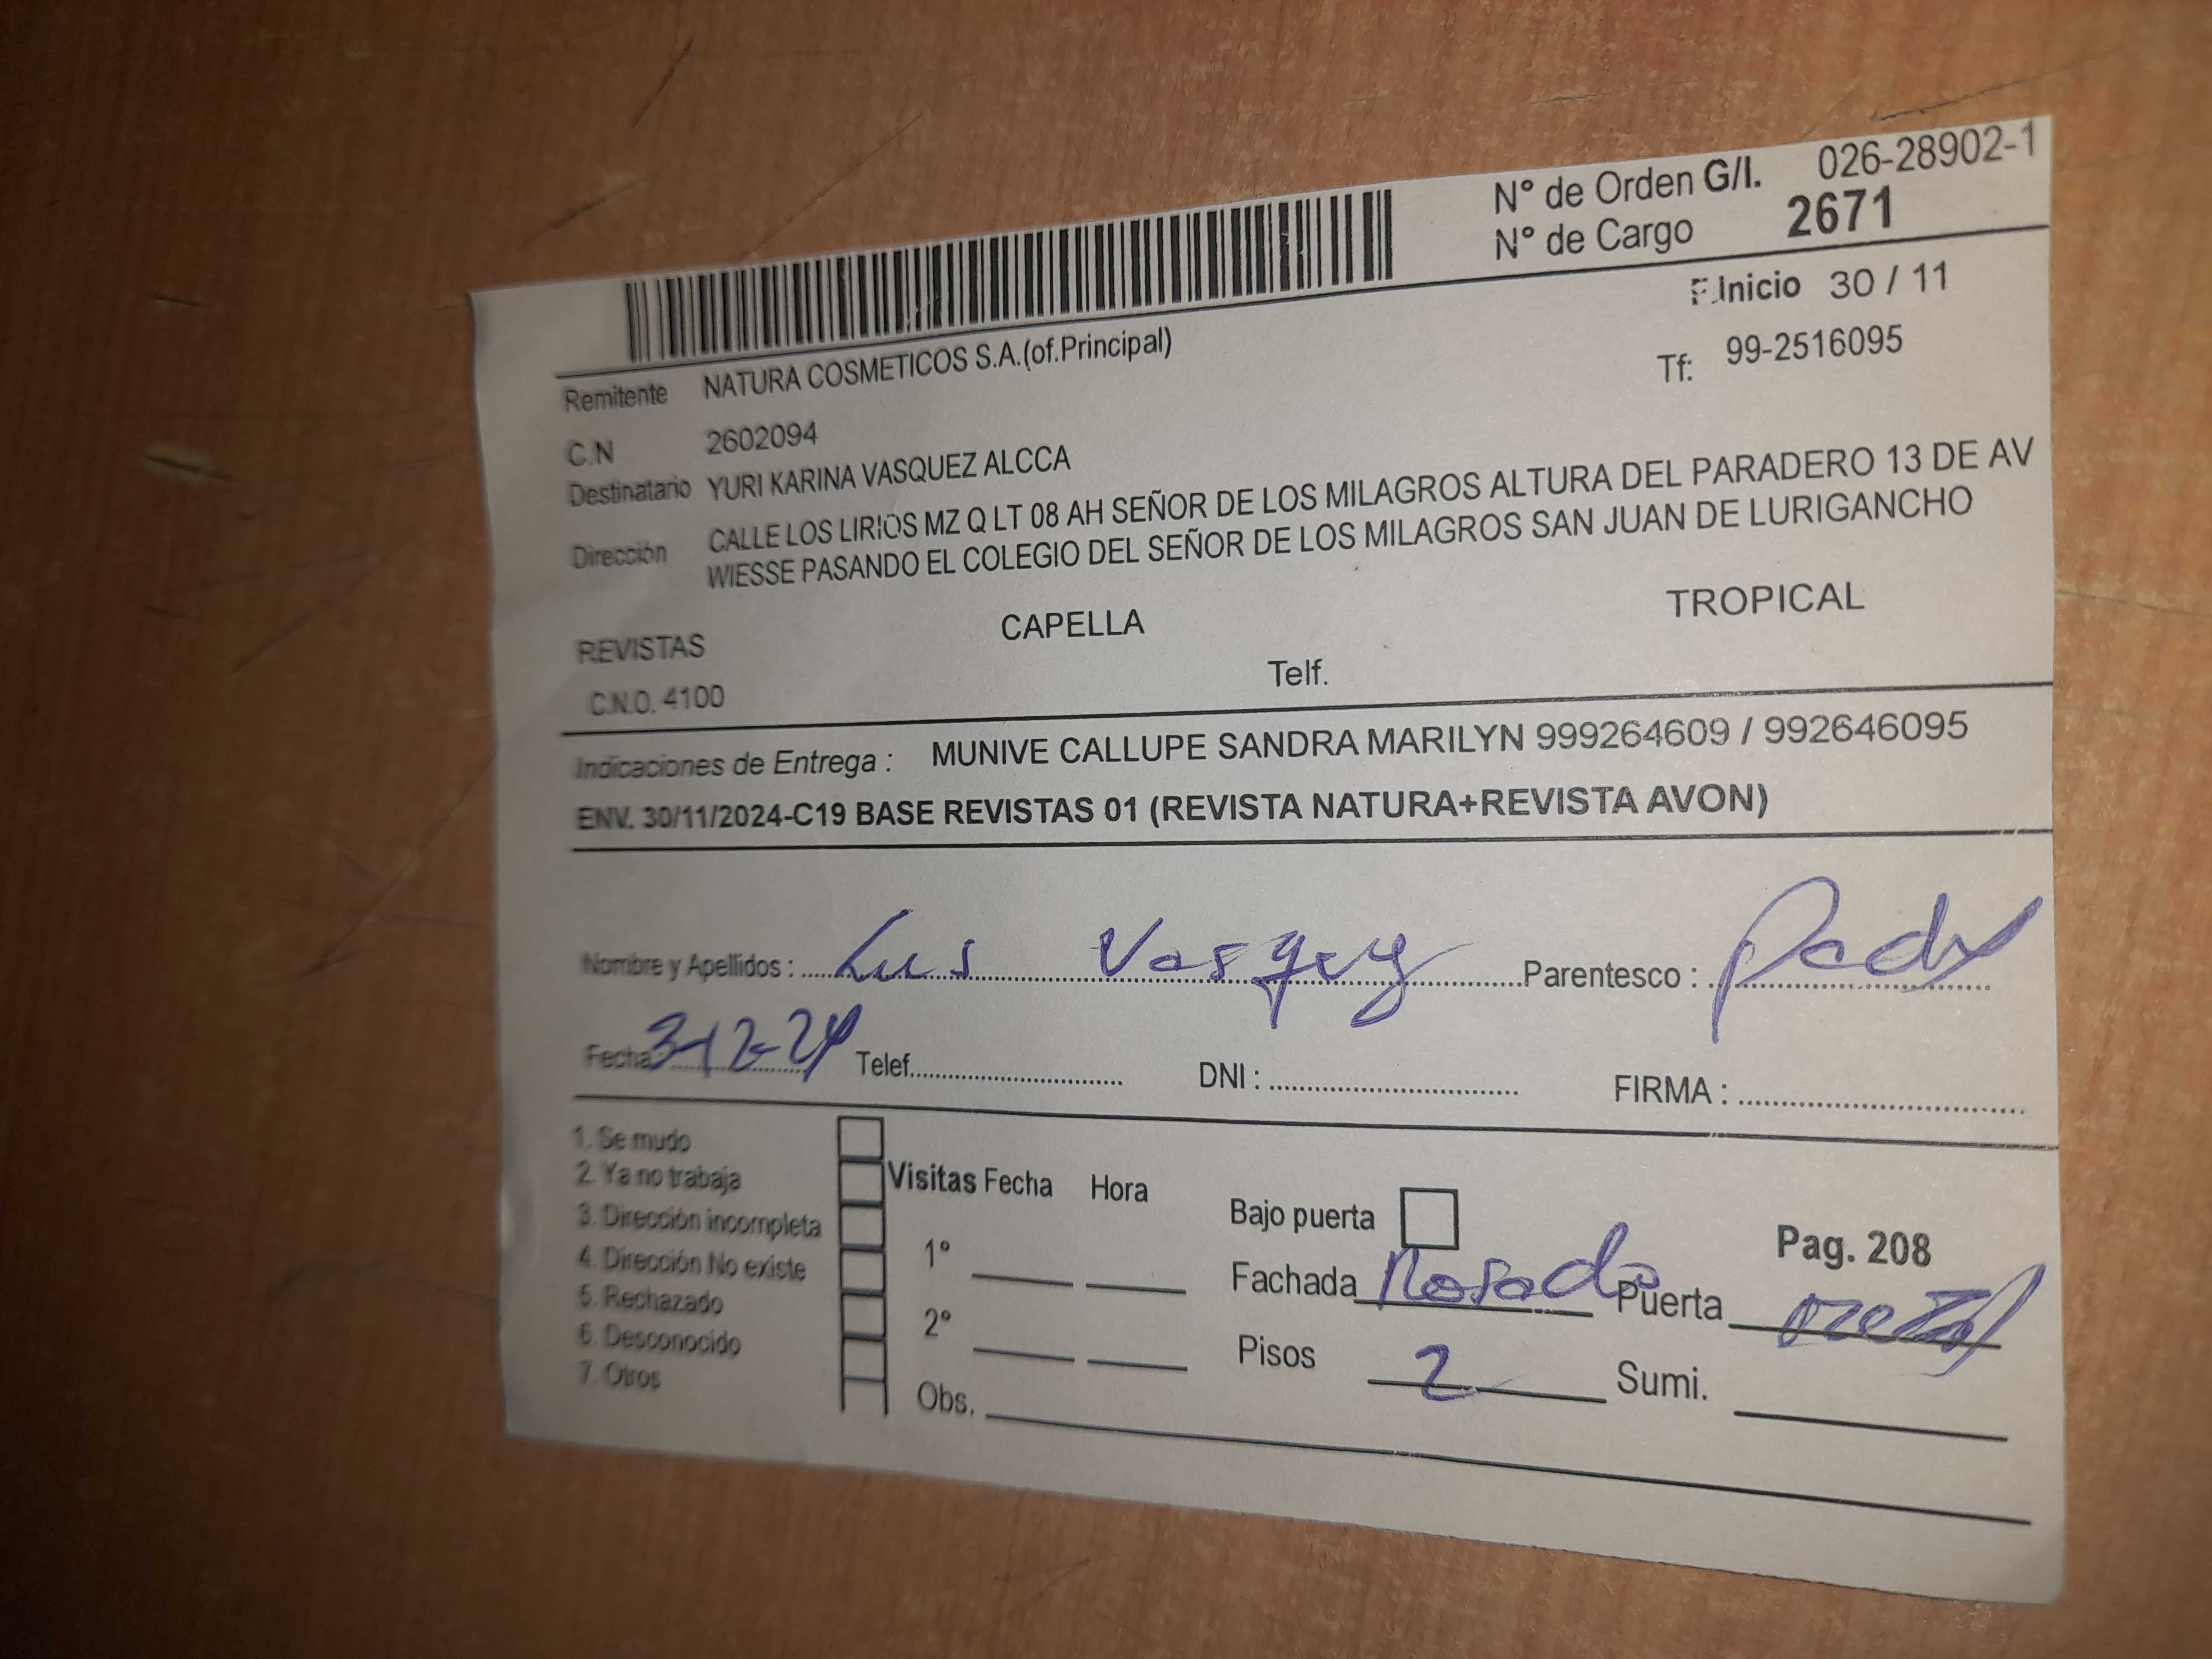 N° de Orden G/I. 026-28902-1
N° de Cargo 2671
F.Inicio 30 / 11
Remitente NATURA COSMETICOS S.A.(of.Principal)
Tf: 99-2516095
C.N 2602094
Destinatario YURI KARINA VASQUEZ ALCCA
Dirección CALLE LOS LIRIOS MZ Q LT 08 AH SEÑOR DE LOS MILAGROS ALTURA DEL PARADERO 13 DE AV
WIESSE PASANDO EL COLEGIO DEL SEÑOR DE LOS MILAGROS SAN JUAN DE LURIGANCHO
REVISTAS CAPELLA TROPICAL
C.N.O. 4100 Telf.
Indicaciones de Entrega : MUNIVE CALLUPE SANDRA MARILYN 999264609 / 992646095
ENV. 30/11/2024-C19 BASE REVISTAS 01 (REVISTA NATURA+REVISTA AVON)
Nombre y Apellidos : Luis Vasquez Parentesco : Padre
Fecha: 3-12-24 Telef. DNI : FIRMA :
1. Se mudo
2. Ya no trabaja
3. Dirección incompleta
4. Dirección No existe
5. Rechazado
6. Desconocido
7. Otros
Visitas Fecha Hora
1°
2°
Obs.
Bajo puerta
Pag. 208
Fachada Rosado Puerta metal
Pisos 2 Sumi.